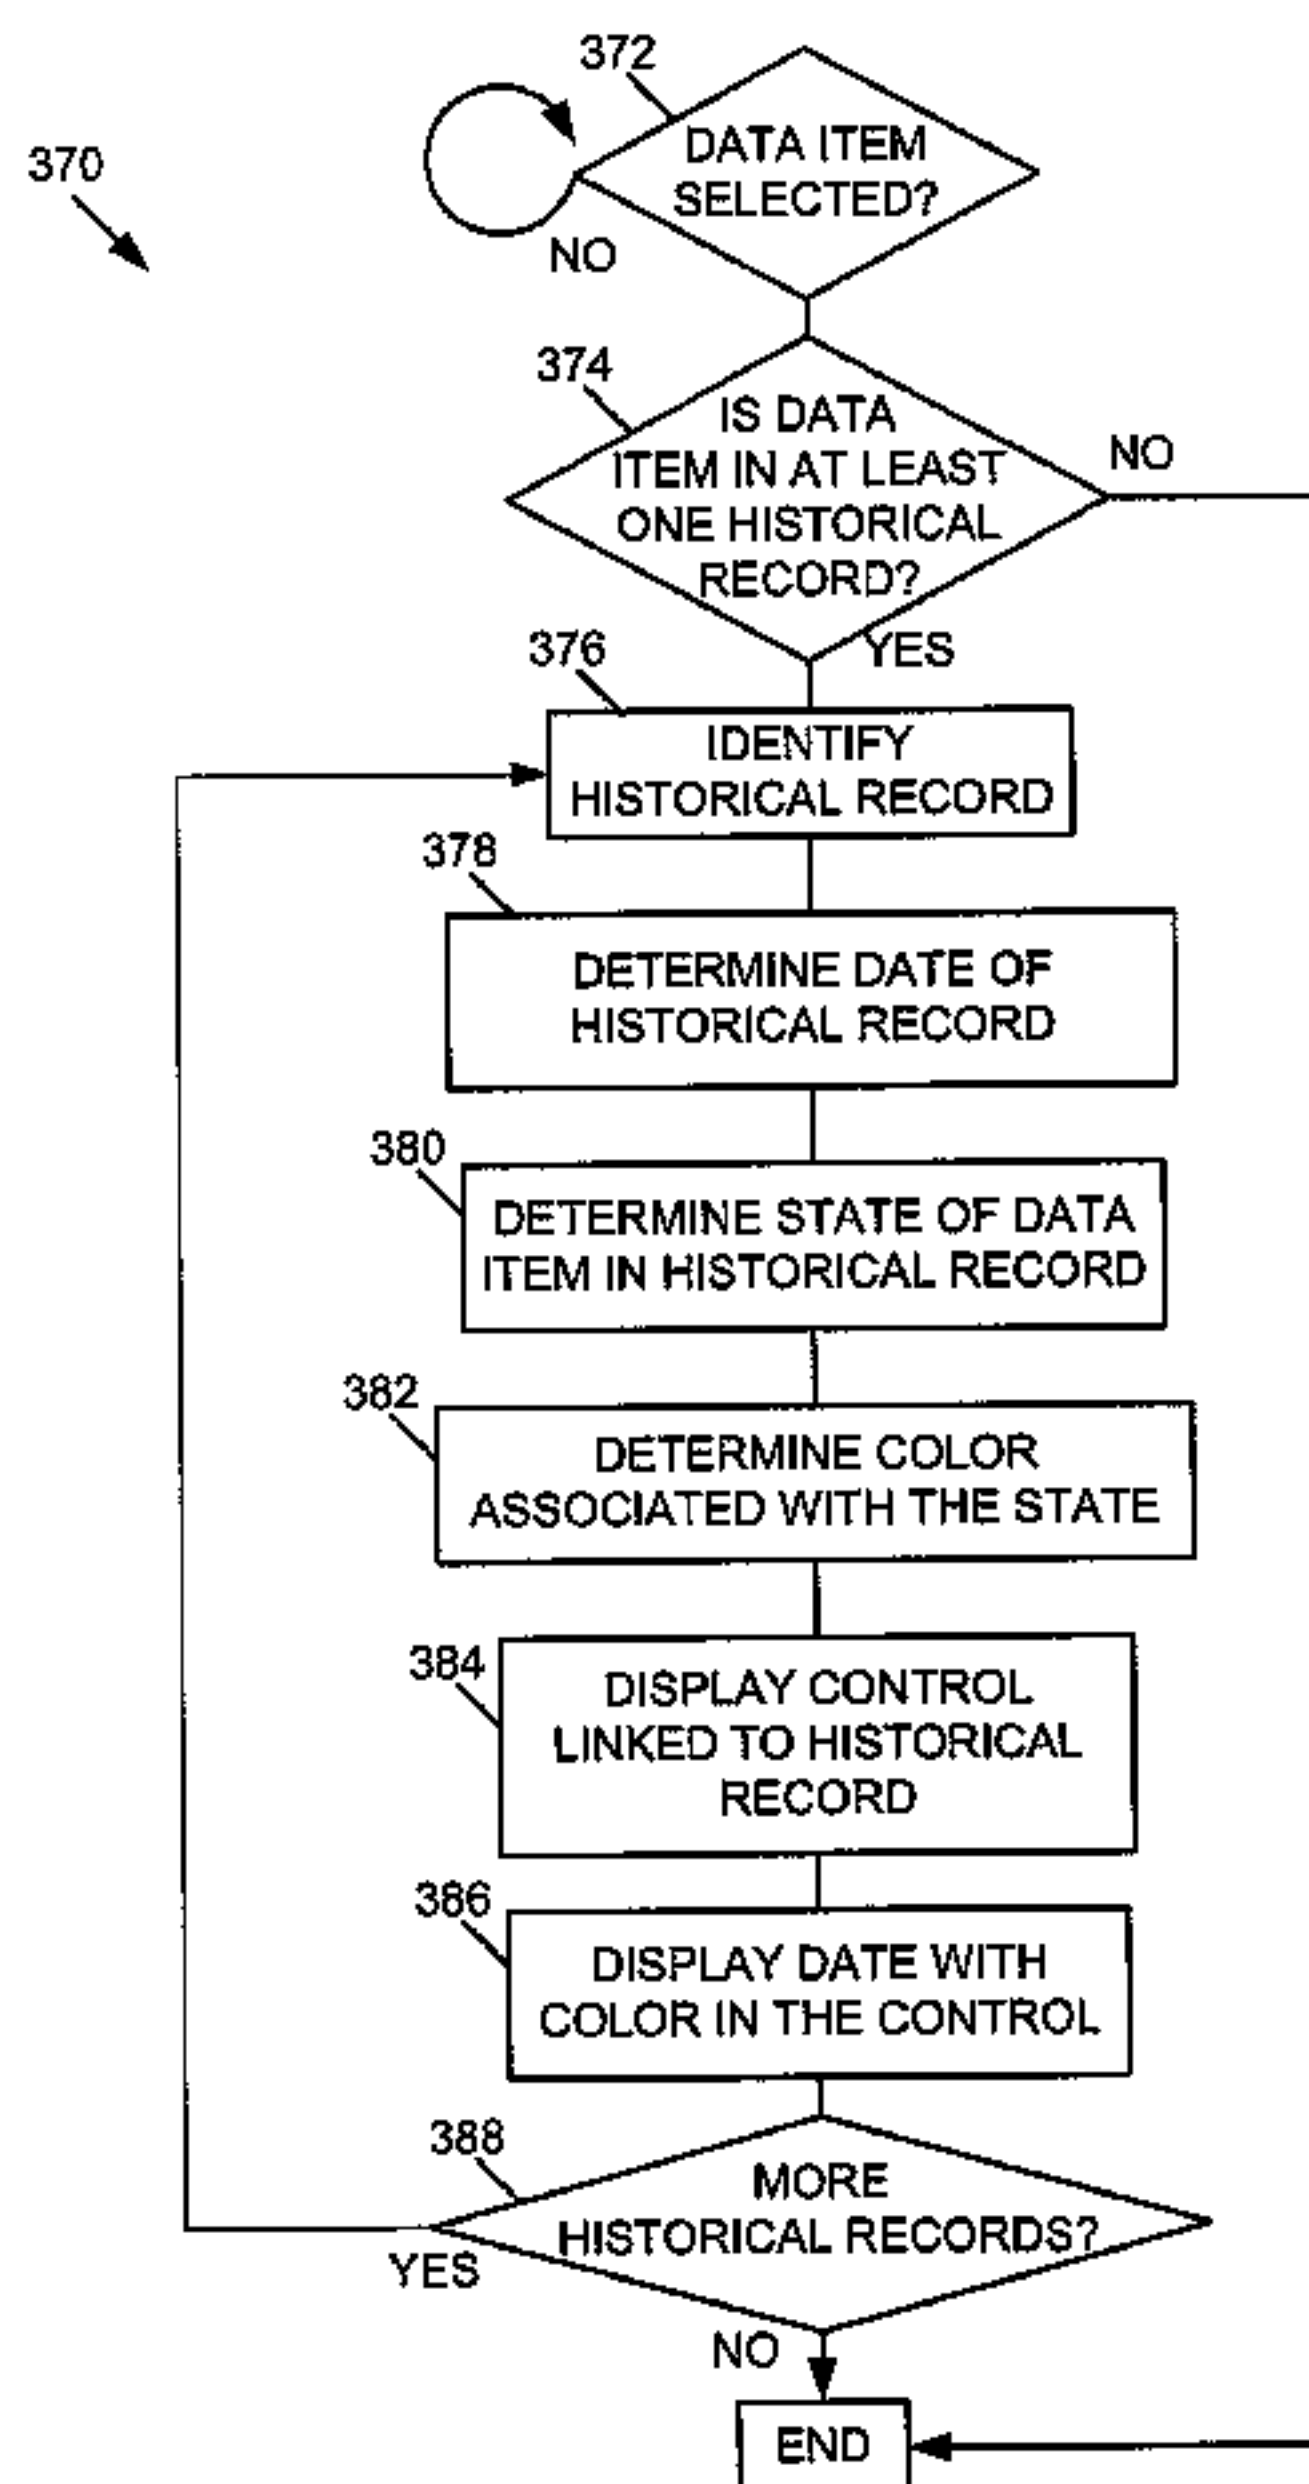 372
DATA ITEM
SELECTED?
370
NO
374
IS DATA
ITEM IN AT LEAST
ONE HISTORICAL
RECORD?
NO
YES
376
IDENTIFY
HISTORICAL RECORD
378
DETERMINE DATE OF
HISTORICAL RECORD
380
DETERMINE STATE OF DATA
ITEM IN HISTORICAL RECORD
382
DETERMINE COLOR
ASSOCIATED WITH THE STATE
384
DISPLAY CONTROL
LINKED TO HISTORICAL
RECORD
386
DISPLAY DATE WITH
COLOR IN THE CONTROL
388
MORE
HISTORICAL RECORDS?
YES
NO
END